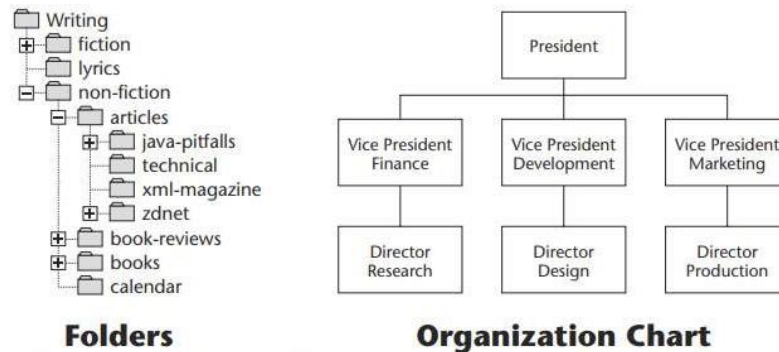 Writing
fiction
lyrics
non-fiction
articles
java-pitfalls
technical
xml-magazine
zdnet
book-reviews
books
calendar
Folders
President
Vice President
Finance
Vice President
Development
Vice President
Marketing
Director
Research
Director
Design
Director
Production
Organization Chart